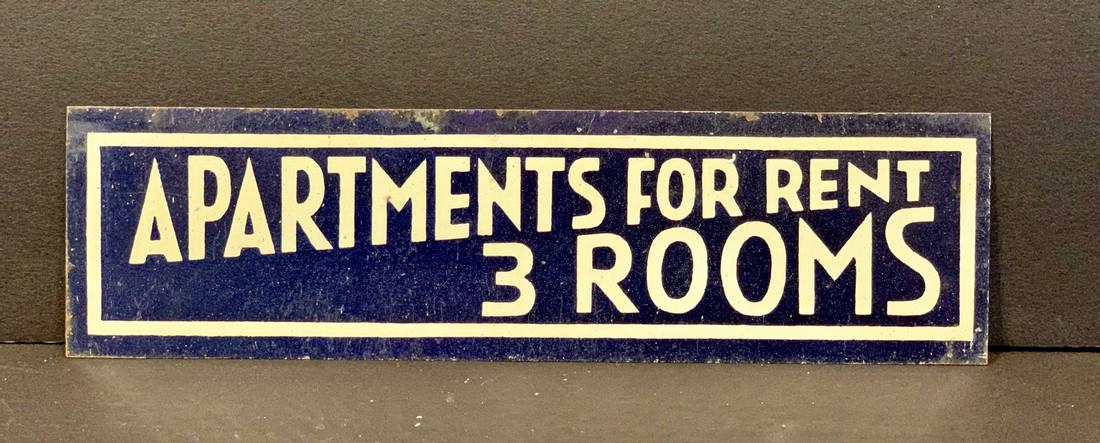 APARTMENTS FOR RENT
3 ROOMS